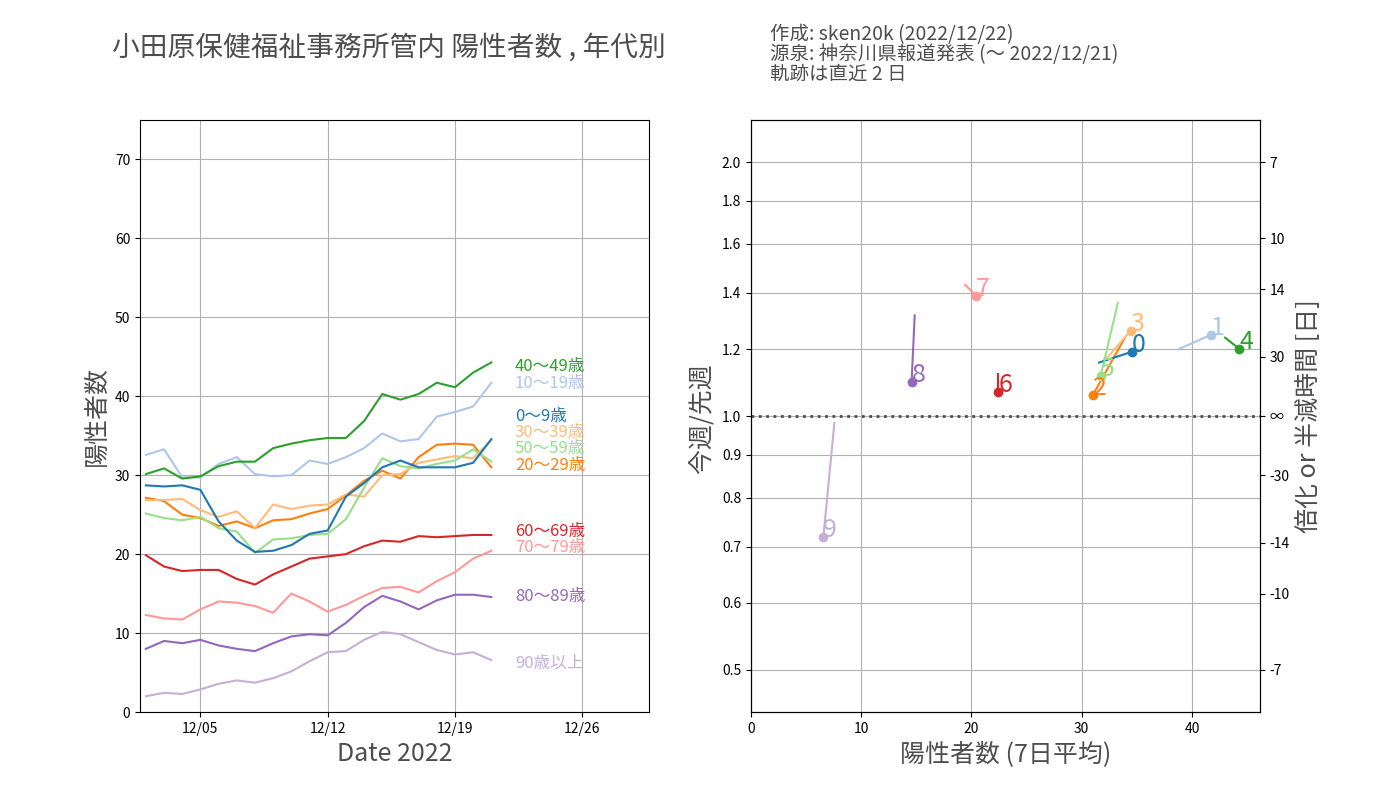 小田原保健福祉事務所管内 陽性者数 , 年代別
作成: sken20k (2022/12/22)
源泉: 神奈川県報道発表 (〜 2022/12/21)
軌跡は直近 2 日
陽性者数
70
60
50
40
30
20
10
0
40〜49歳
10〜19歳
0〜9歳
30〜39歳
50〜59歳
20〜29歳
60〜69歳
70〜79歳
80〜89歳
90歳以上
12/05
12/12
12/19
12/26
Date 2022
今週/先週
2.0
1.8
1.6
1.4
1.2
1.0
0.9
0.8
0.7
0.6
0.5
7
3
1
0
4
5
8
6
2
9
7
10
14
30
∞
-30
-14
-10
-7
倍化 or 半減時間 [日]
0
10
20
30
40
陽性者数 (7日平均)